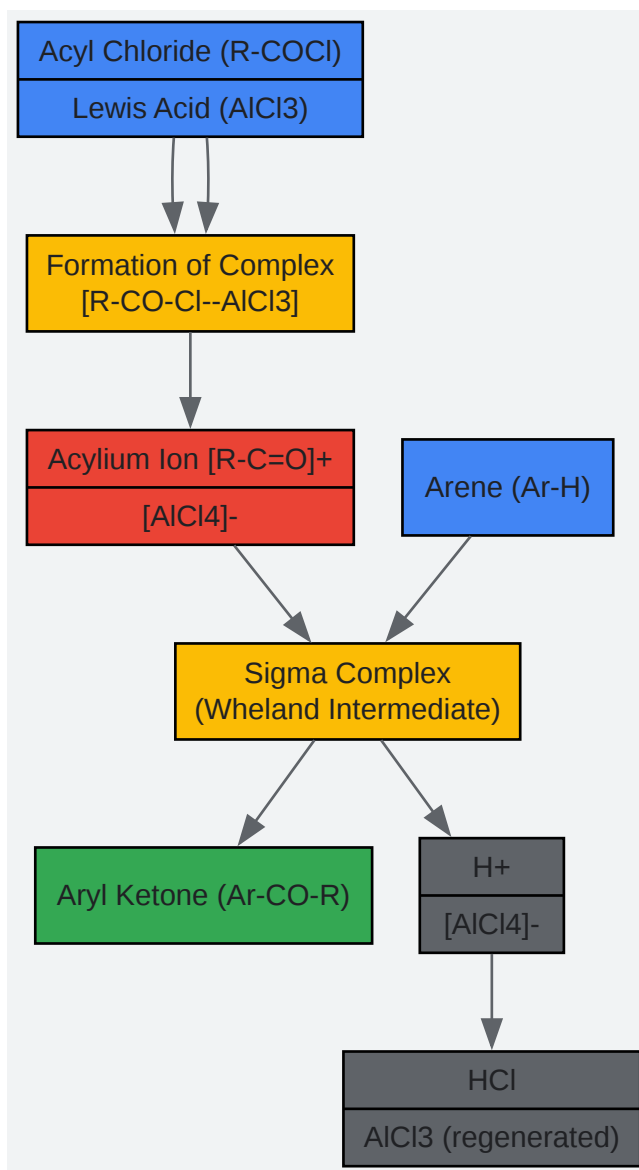 Acyl Chloride (R-COCl)
Lewis Acid (AlCl3)
Formation of Complex
[R-CO-Cl--AlCl3]
Acylium Ion [R-C=O]+
[AlCl4]-
Arene (Ar-H)
Sigma Complex
(Wheland Intermediate)
Aryl Ketone (Ar-CO-R)
H+
[AlCl4]-
HCl
AlCl3 (regenerated)